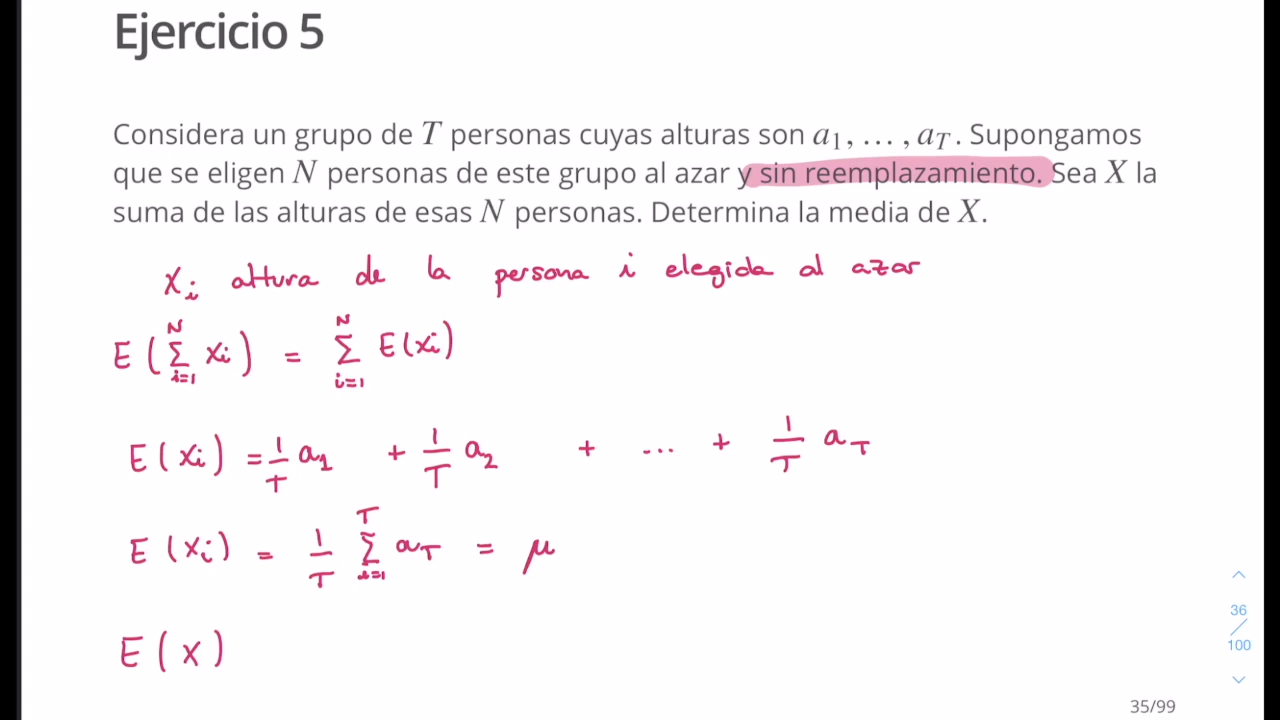 Ejercicio 5
Considera un grupo de T personas cuyas alturas son a₁, … , a_T. Supongamos
que se eligen N personas de este grupo al azar y sin reemplazamiento. Sea X la
suma de las alturas de esas N personas. Determina la media de X.
Xᵢ altura de la persona i elegida al azar
E ( ∑_{i=1}^{N} Xᵢ ) = ∑_{i=1}^{N} E(Xᵢ)
E (Xᵢ) = 1/T a₁ + 1/T a₂ + ... + 1/T a_T
E (Xᵢ) = 1/T ∑_{i=1}^{T} a_T = μ
E (X)
36
/
100
35/99